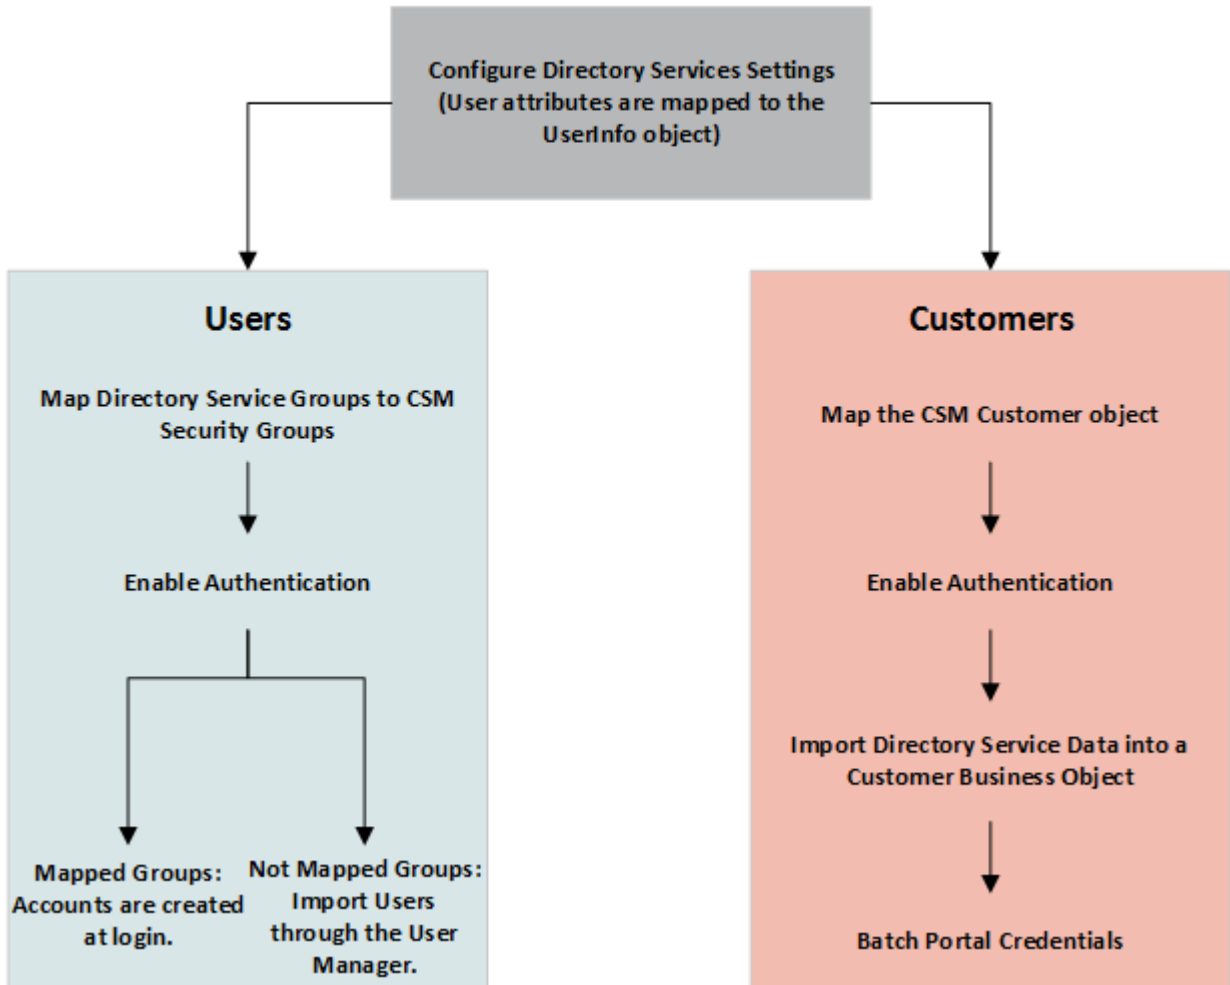 Configure Directory Services Settings
(User attributes are mapped to the
UserInfo object)
Users
Map Directory Service Groups to CSM
Security Groups
Enable Authentication
Mapped Groups:
Accounts are created
at login.
Not Mapped Groups:
Import Users
through the User
Manager.
Customers
Map the CSM Customer object
Enable Authentication
Import Directory Service Data into a
Customer Business Object
Batch Portal Credentials